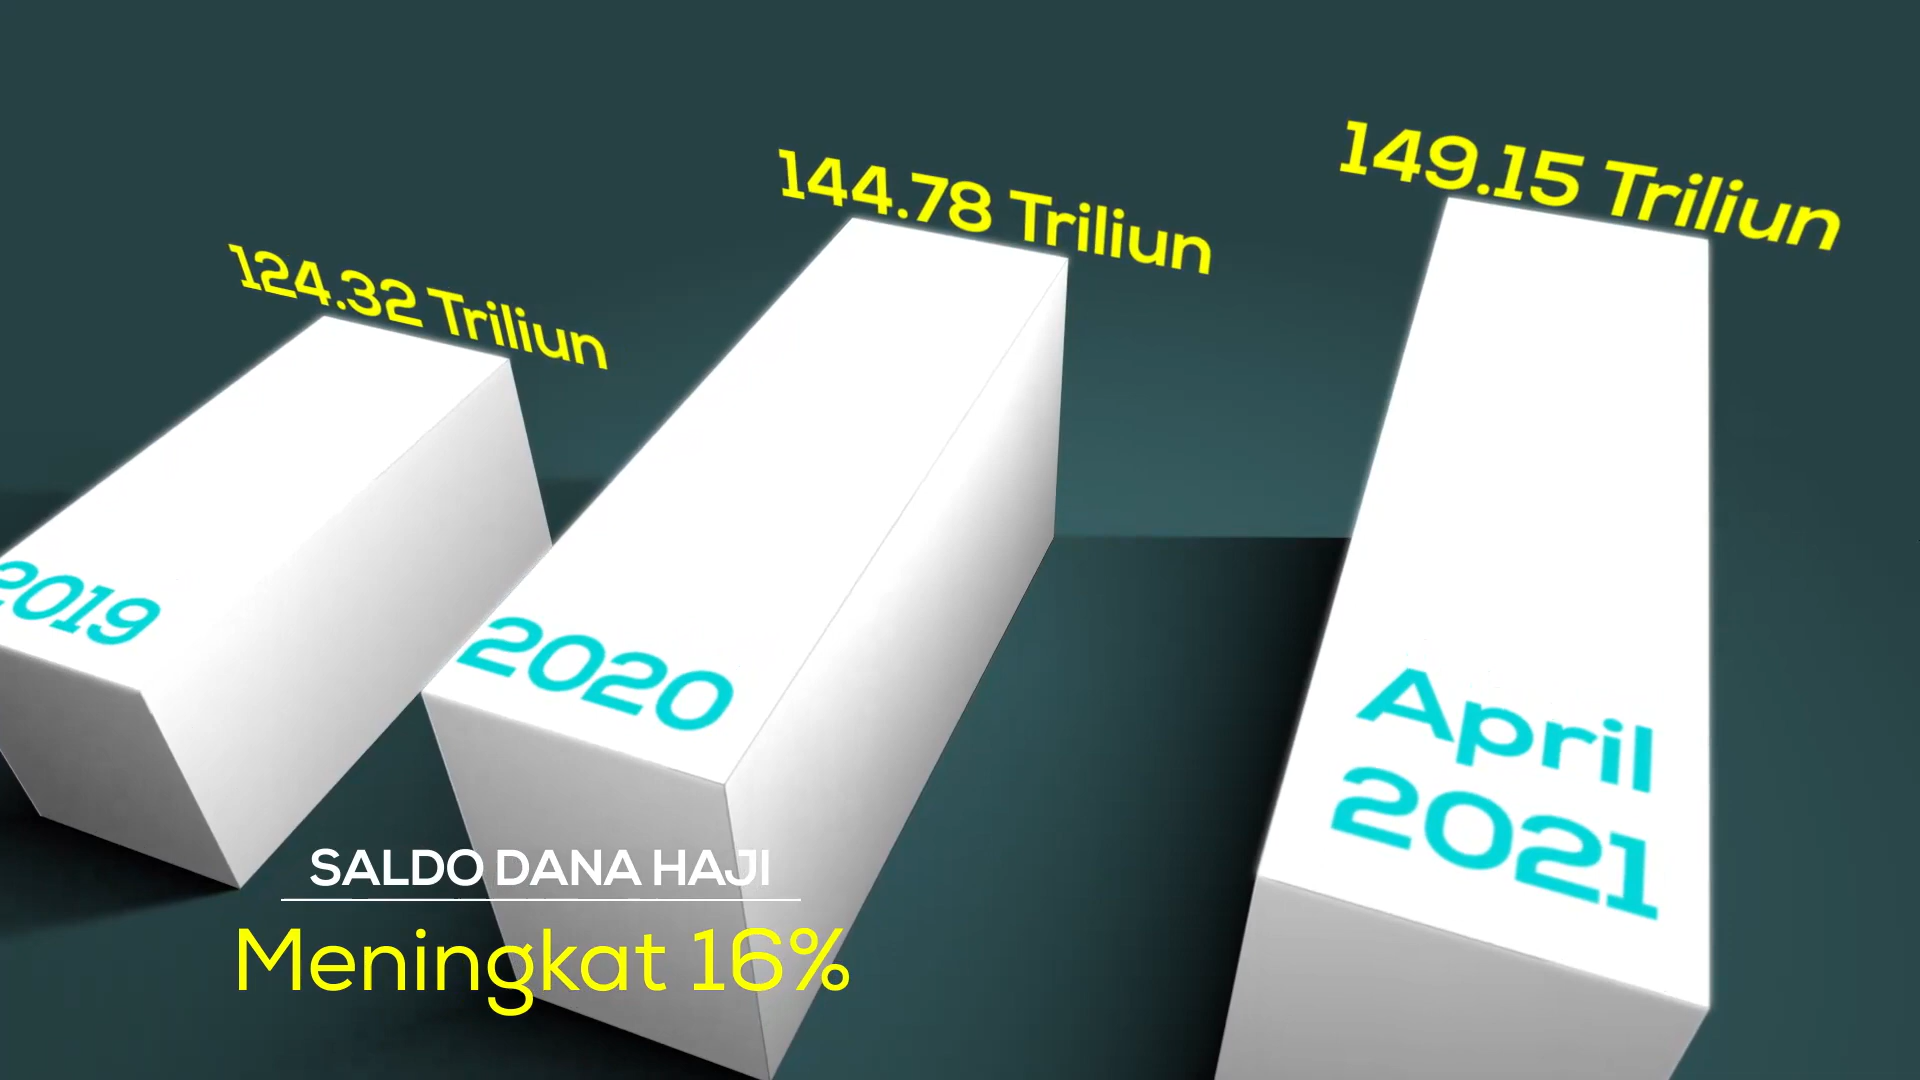 124.32 Triliun
144.78 Triliun
149.15 Triliun
2019
2020
April
2021
SALDO DANA HAJI
Meningkat 16%